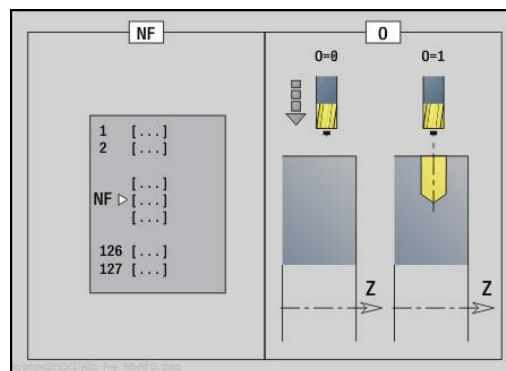 NF
1 [...]
2 [...]
[...]
NF [...]
[...]
126 [...]
127 [...]
O
O=0 O=1
Z Z